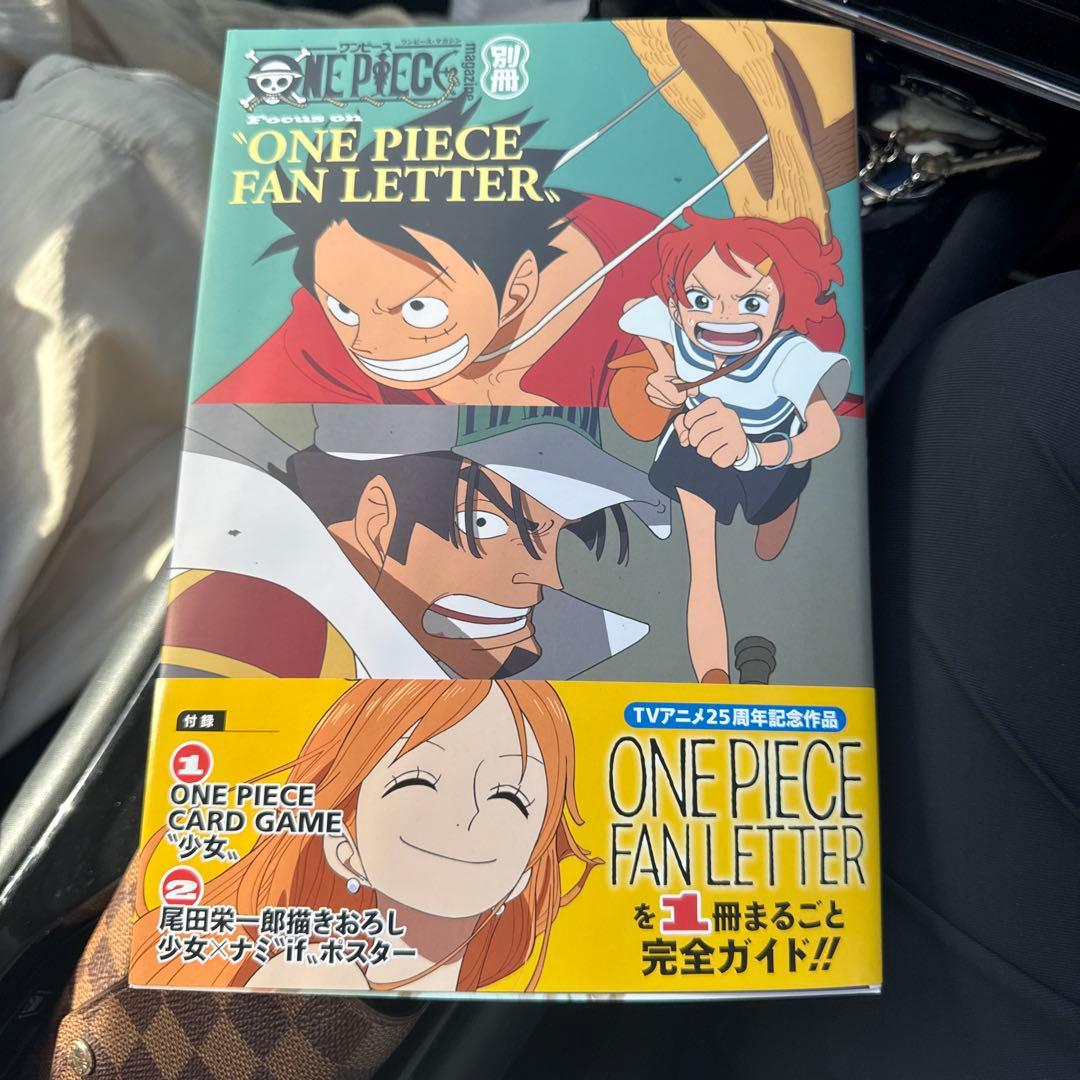 ワンピース
ワンピース・マガジン
ONE PIECE
magazine
別冊
Focus on
〝ONE PIECE
FAN LETTER〟
付録
1
ONE PIECE
CARD GAME
〝少女〟
2
尾田栄一郎描きおろし
少女×ナミ〝if〟ポスター
TVアニメ25周年記念作品
ONE PIECE
FAN LETTER
を1冊まるごと
完全ガイド!!